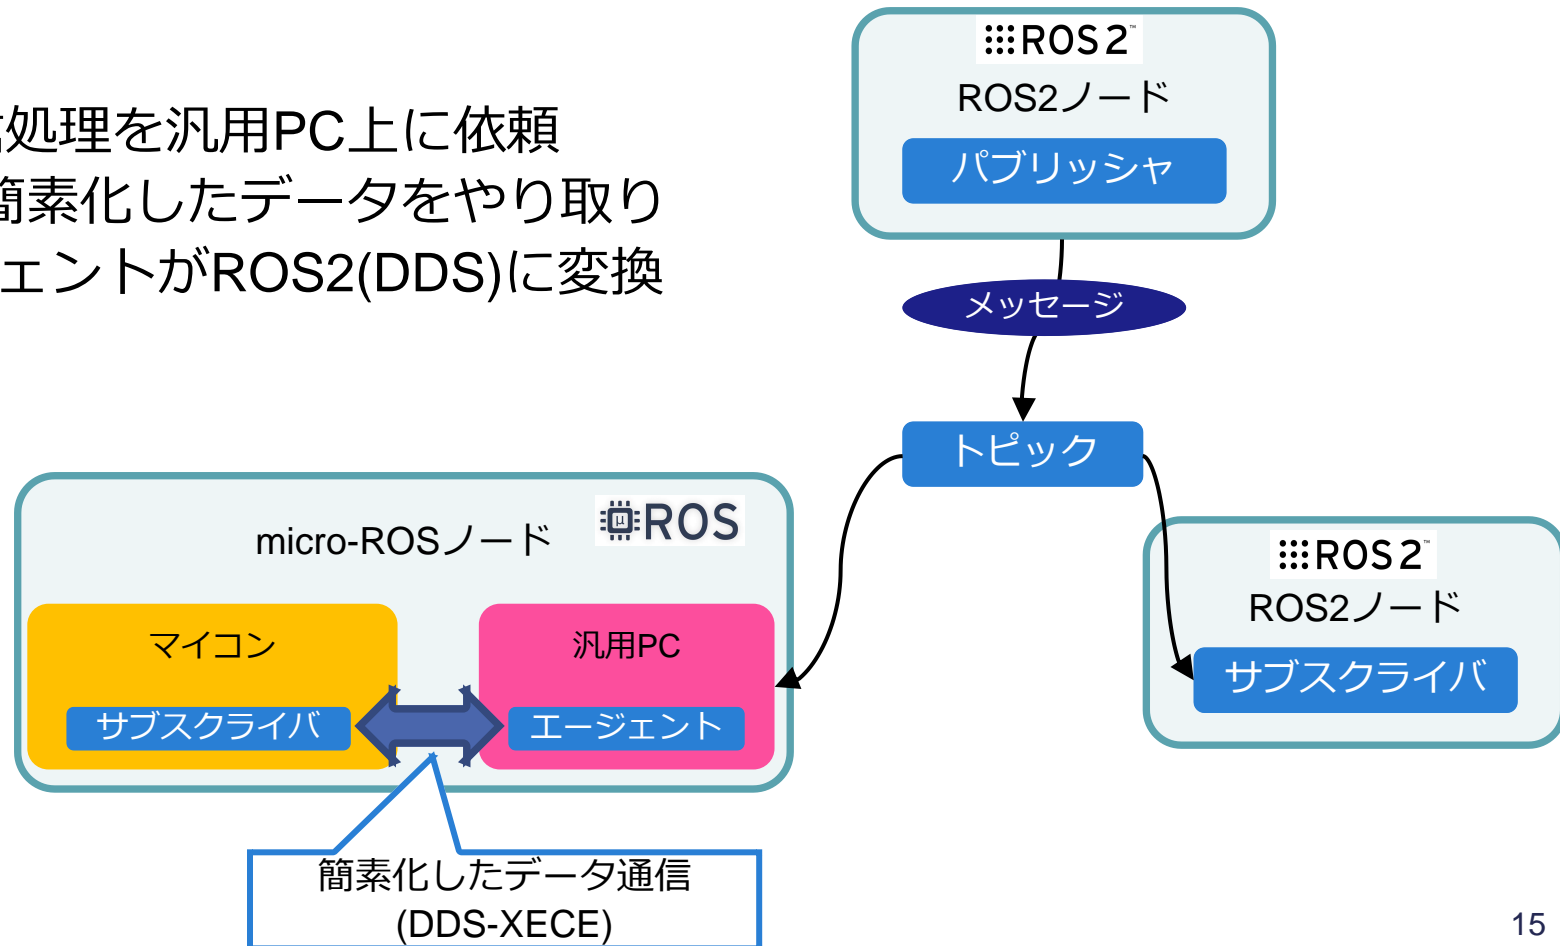 処理を汎用PC上に依頼
簡素化したデータをやり取り
ェントがROS2(DDS)に変換
ROS 2™
ROS2ノード
パブリッシャ
メッセージ
トピック
micro-ROSノード
μ ROS
マイコン
サブスクライバ
汎用PC
エージェント
簡素化したデータ通信
(DDS-XECE)
ROS 2™
ROS2ノード
サブスクライバ
15